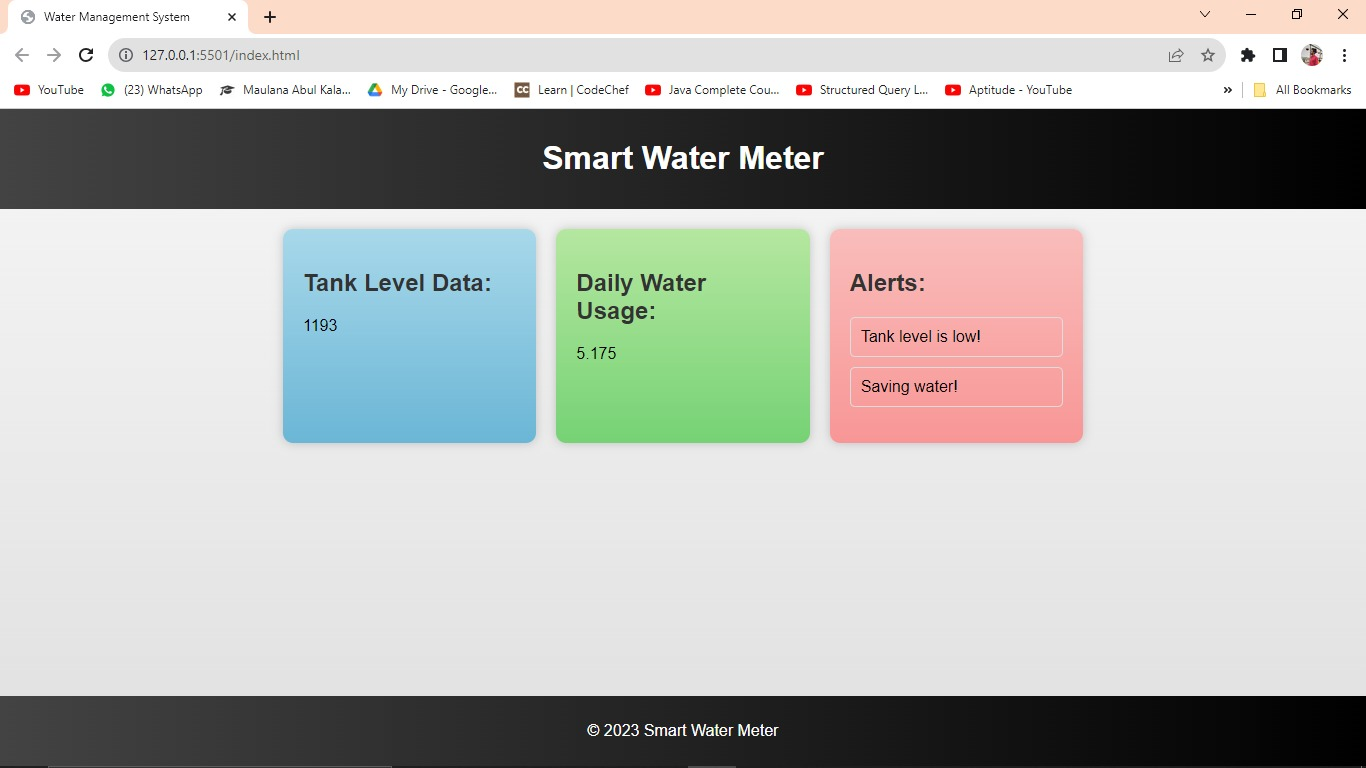 Water Management System
127.0.0.1:5501/index.html
YouTube
(23) WhatsApp
Maulana Abul Kala...
My Drive - Google...
CC
Learn | CodeChef
Java Complete Cou...
Structured Query L...
Aptitude - YouTube
»
All Bookmarks
Smart Water Meter
Tank Level Data:
1193
Daily Water
Usage:
5.175
Alerts:
Tank level is low!
Saving water!
© 2023 Smart Water Meter